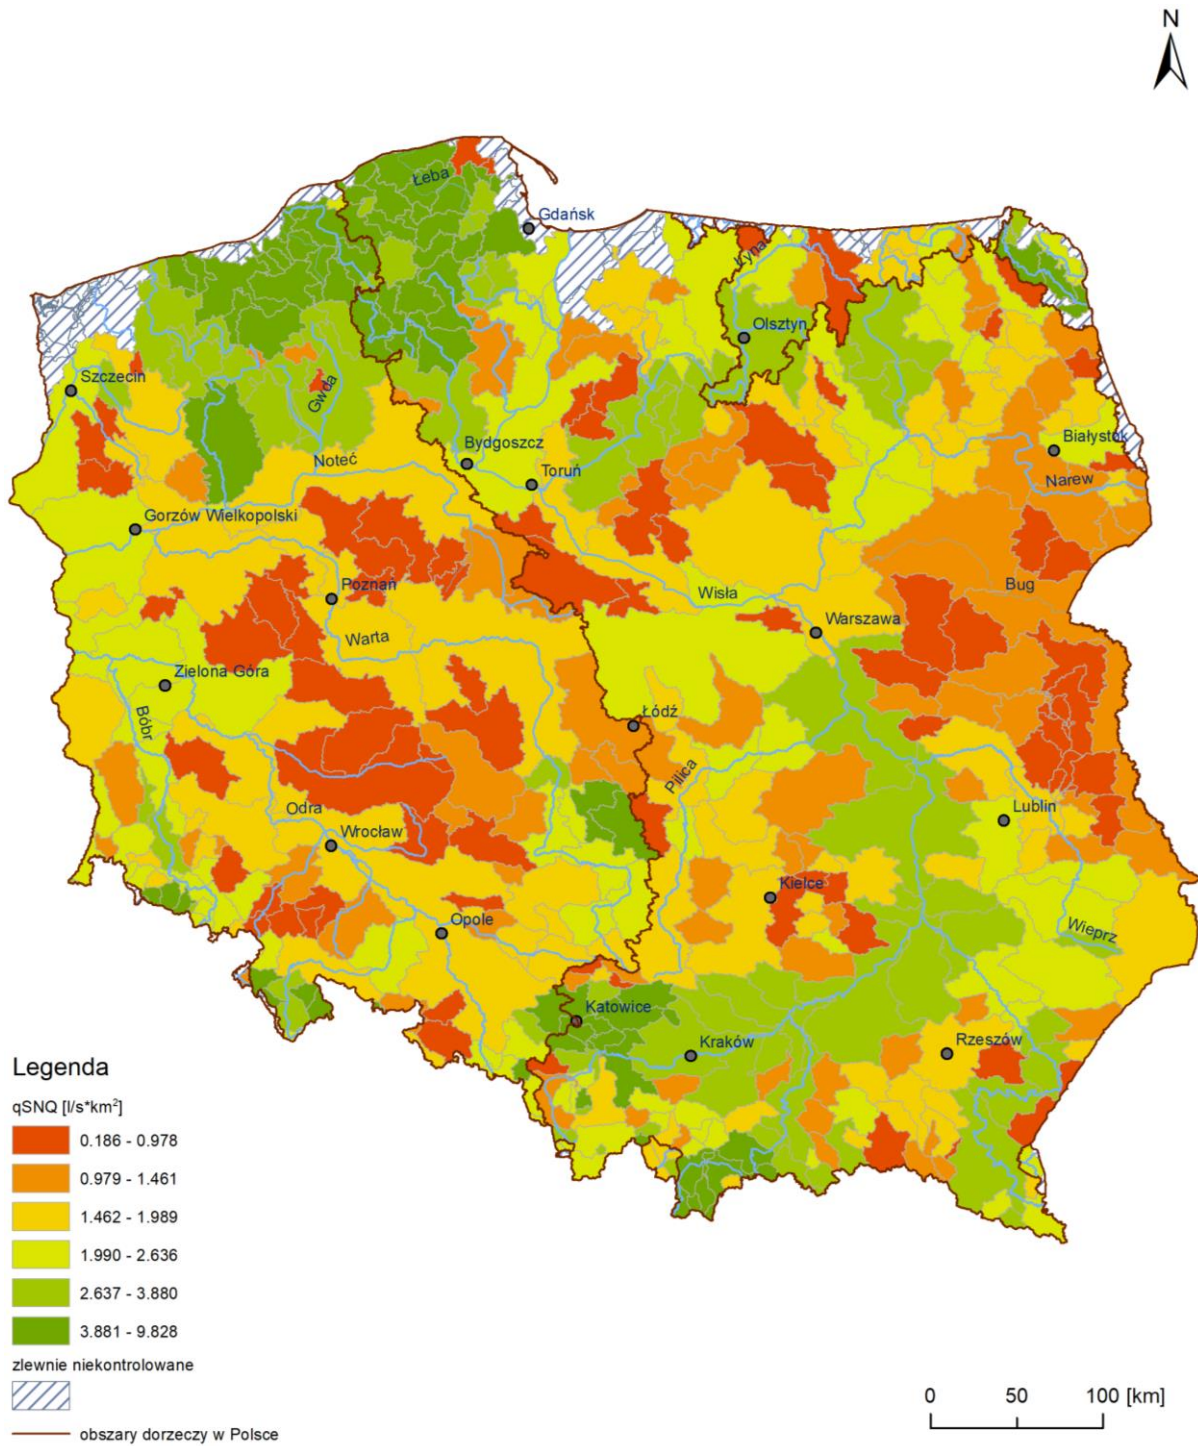 N
Łeba
Gdańsk
Łyna
Olsztyn
Szczecin
Gwda
Białystok
Bydgoszcz
Noteć
Toruń
Narew
Gorzów Wielkopolski
Bug
Poznań
Wisła
Warszawa
Warta
Zielona Góra
Bóbr
Łódź
Pilica
Odra
Lublin
Wrocław
Kielce
Opole
Wieprz
Katowice
Kraków
Rzeszów
Legenda
qSNQ [l/s*km²]
0.186 - 0.978
0.979 - 1.461
1.462 - 1.989
1.990 - 2.636
2.637 - 3.880
3.881 - 9.828
zlewnie niekontrolowane
obszary dorzeczy w Polsce
0 50 100 [km]